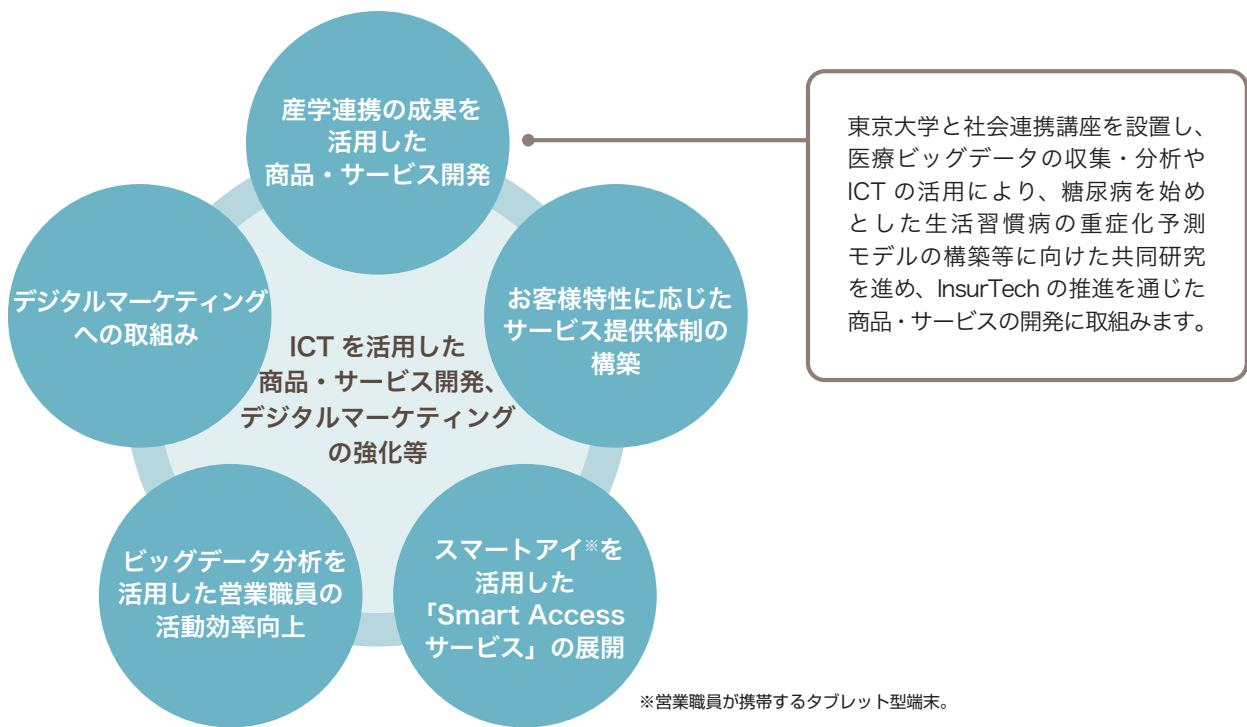 産学連携の成果を
活用した
商品・サービス開発
東京大学と社会連携講座を設置し、
医療ビッグデータの収集・分析や
ICT の活用により、糖尿病を始め
とした生活習慣病の重症化予測
モデルの構築等に向けた共同研究
を進め、InsurTech の推進を通じた
商品・サービスの開発に取組みます。
デジタルマーケティング
への取組み
お客様特性に応じた
サービス提供体制の
構築
ICT を活用した
商品・サービス開発、
デジタルマーケティング
の強化等
ビッグデータ分析を
活用した営業職員の
活動効率向上
スマートアイ※を
活用した
「Smart Access
サービス」の展開
※営業職員が携帯するタブレット型端末。